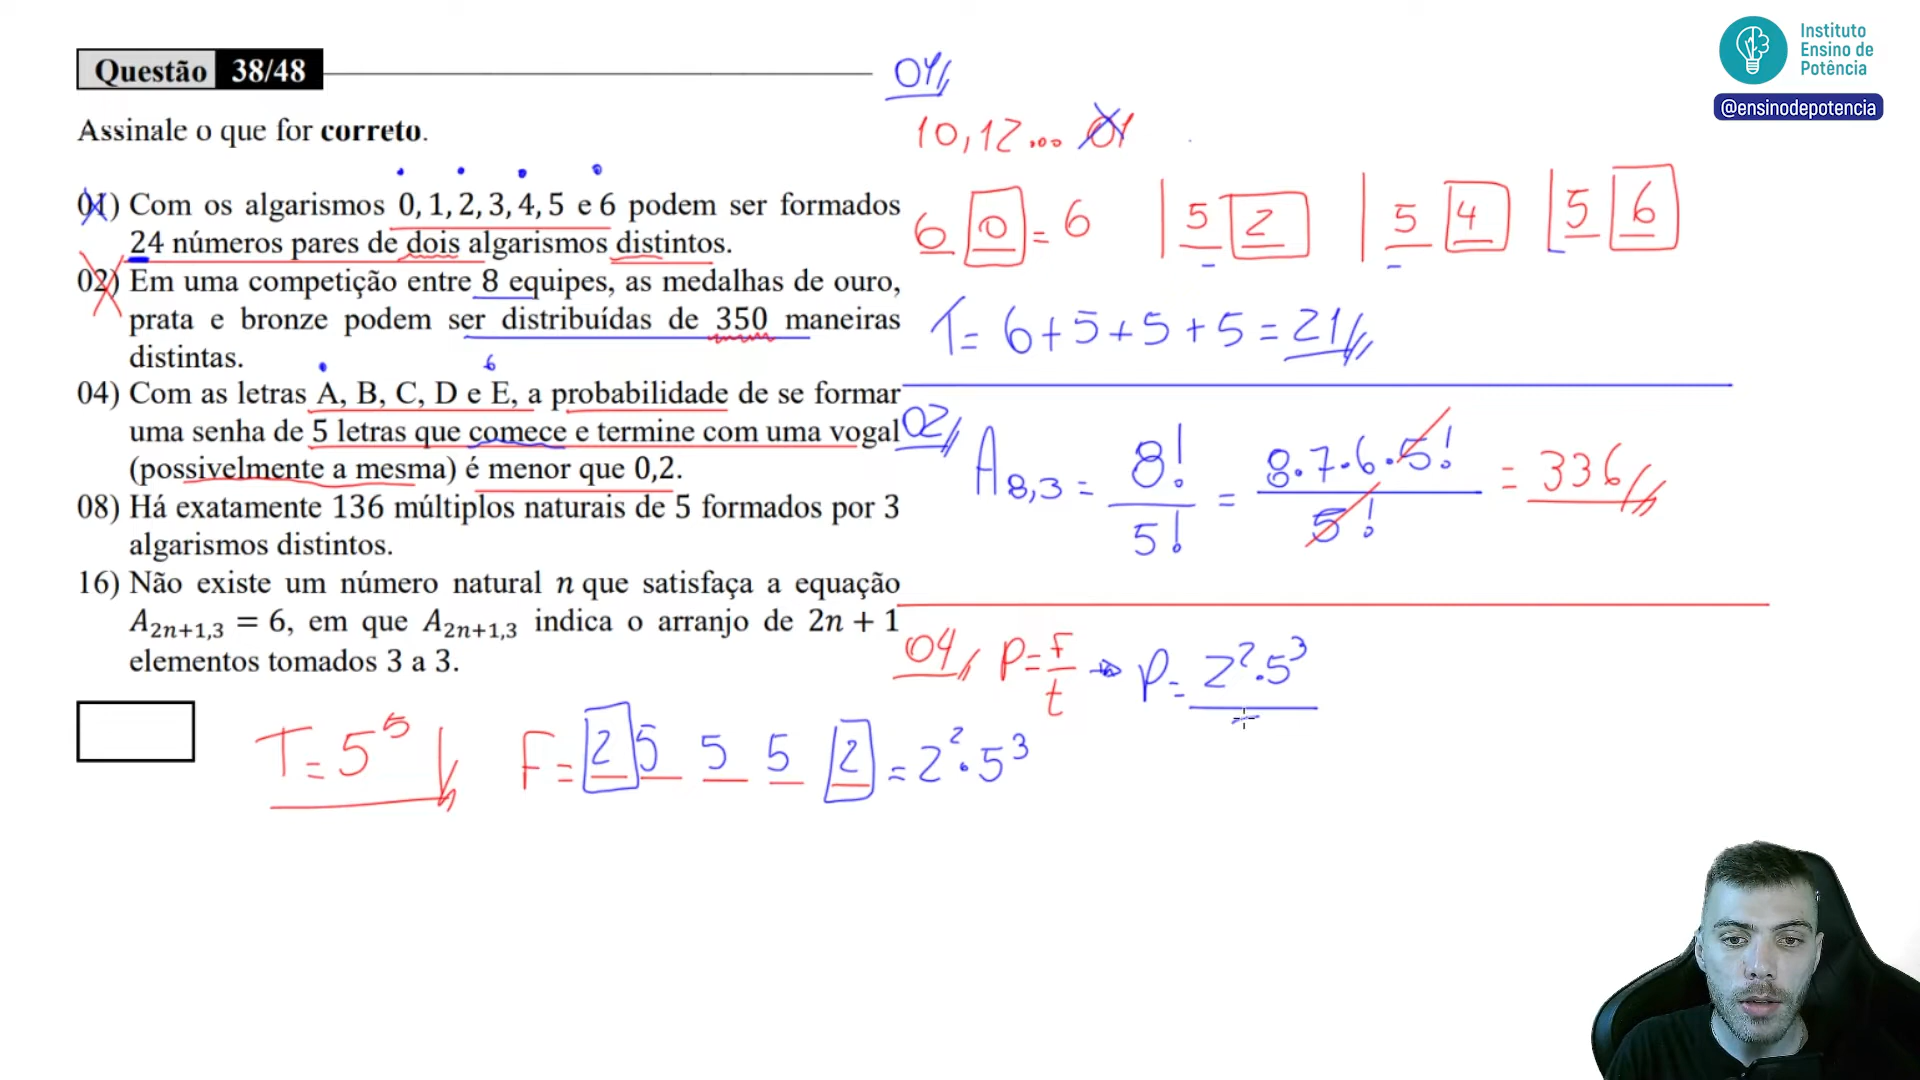 Questão 38/48
Assinale o que for correto.
01) Com os algarismos 0, 1, 2, 3, 4, 5 e 6 podem ser formados
24 números pares de dois algarismos distintos.
02) Em uma competição entre 8 equipes, as medalhas de ouro,
prata e bronze podem ser distribuídas de 350 maneiras
distintas.
6
04) Com as letras A, B, C, D e E, a probabilidade de se formar
uma senha de 5 letras que comece e termine com uma vogal
(possivelmente a mesma) é menor que 0,2.
08) Há exatamente 136 múltiplos naturais de 5 formados por 3
algarismos distintos.
16) Não existe um número natural n que satisfaça a equação
A₂ₙ₊₁,₃ = 6, em que A₂ₙ₊₁,₃ indica o arranjo de 2n + 1
elementos tomados 3 a 3.
T = 5⁵
F = 2 5 5 5 2 = 2² · 5³
10, 12 ... 01
6 0 = 6 | 5 2 | 5 4 | 5 6
T = 6 + 5 + 5 + 5 = 21
02
A8,3 = 8! / 5! = 8 . 7 . 6 . 5! / 5! = 336
04 P = F / t → P = 2² . 5³
Instituto
Ensino de
Potência
@ensinodepotencia